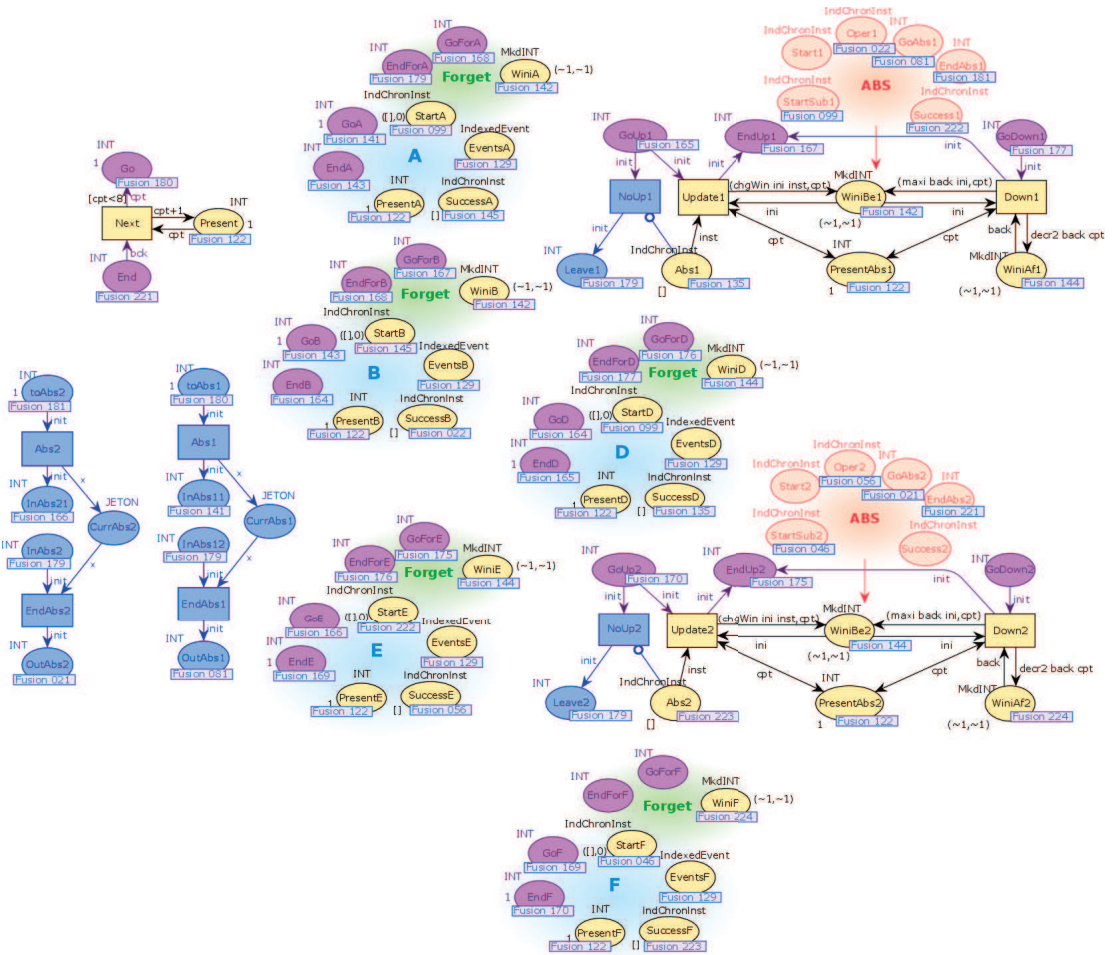 INT
1
Go
Fusion 180
[cpt<8]
cpt
Next
cpt+1
cpt
INT
Present
1
Fusion 122
bck
INT
End
Fusion 221
INT
GoForA
Fusion 168
INT
EndForA
Fusion 179
Forget
MkdINT
WiniA
(~1,~1)
Fusion 142
IndChronInst
([],0)
StartA
Fusion 099
INT
1
GoA
Fusion 141
IndexedEvent
EventsA
Fusion 129
A
INT
EndA
Fusion 143
INT
PresentA
1
Fusion 122
IndChronInst
SuccessA
[]
Fusion 145
INT
GoForB
Fusion 167
INT
EndForB
Fusion 168
Forget
MkdINT
WiniB
(~1,~1)
Fusion 142
IndChronInst
([],0)
StartB
Fusion 145
INT
1
GoB
Fusion 143
IndexedEvent
EventsB
Fusion 129
B
INT
EndB
Fusion 164
INT
PresentB
1
Fusion 122
IndChronInst
SuccessB
[]
Fusion 022
IndChronInst
Start1
IndChronInst
Oper1
Fusion 022
INT
GoAbs1
Fusion 081
INT
EndAbs1
Fusion 181
ABS
IndChronInst
StartSub1
Fusion 099
IndChronInst
Success1
Fusion 222
INT
GoUp1
Fusion 165
INT
EndUp1
Fusion 167
INT
GoDown1
Fusion 177
init
init
init
init
init
NoUp1
Update1
(chgWin ini inst,cpt)
MkdINT
WiniBe1
Fusion 142
(~1,~1)
(maxi back ini,cpt)
Down1
ini
ini
init
inst
cpt
cpt
back
decr2 back cpt
INT
Leave1
Fusion 179
IndChronInst
Abs1
Fusion 135
[]
INT
PresentAbs1
1
Fusion 122
MkdINT
WiniAf1
(~1,~1)
Fusion 144
INT
GoForD
Fusion 176
INT
EndForD
Fusion 177
Forget
MkdINT
WiniD
(~1,~1)
Fusion 144
IndChronInst
([],0)
StartD
Fusion 099
INT
GoD
Fusion 164
IndexedEvent
EventsD
Fusion 129
D
INT
1
EndD
Fusion 165
INT
PresentD
1
Fusion 122
IndChronInst
SuccessD
[]
Fusion 135
INT
1
toAbs2
Fusion 181
init
Abs2
init
x
INT
InAbs21
Fusion 166
JETON
CurrAbs2
INT
InAbs2
Fusion 179
init
x
EndAbs2
init
INT
OutAbs2
Fusion 021
INT
1
toAbs1
Fusion 180
init
Abs1
init
x
INT
InAbs11
Fusion 141
JETON
CurrAbs1
INT
InAbs12
Fusion 179
init
x
EndAbs1
init
INT
OutAbs1
Fusion 081
INT
GoForE
Fusion 175
INT
EndForE
Fusion 176
Forget
MkdINT
WiniE
(~1,~1)
Fusion 144
IndChronInst
([],0)
StartE
Fusion 222
INT
GoE
Fusion 166
IndexedEvent
EventsE
Fusion 129
E
INT
1
EndE
Fusion 169
INT
PresentE
1
Fusion 122
IndChronInst
SuccessE
[]
Fusion 056
IndChronInst
Start2
IndChronInst
Oper2
Fusion 056
INT
GoAbs2
Fusion 021
INT
EndAbs2
Fusion 221
ABS
IndChronInst
StartSub2
Fusion 046
IndChronInst
Success2
INT
GoUp2
Fusion 170
INT
EndUp2
Fusion 175
INT
GoDown2
init
init
init
init
init
NoUp2
Update2
(chgWin ini inst,cpt)
MkdINT
WiniBe2
Fusion 144
(~1,~1)
(maxi back ini,cpt)
Down2
ini
ini
init
inst
cpt
cpt
back
decr2 back cpt
INT
Leave2
Fusion 179
IndChronInst
Abs2
Fusion 223
[]
INT
PresentAbs2
1
Fusion 122
MkdINT
WiniAf2
(~1,~1)
Fusion 224
INT
GoForF
INT
EndForF
Forget
MkdINT
WiniF
(~1,~1)
Fusion 224
IndChronInst
([],0)
StartF
Fusion 046
INT
GoF
Fusion 169
IndexedEvent
EventsF
Fusion 129
F
INT
1
EndF
Fusion 170
INT
PresentF
1
Fusion 122
IndChronInst
SuccessF
[]
Fusion 223